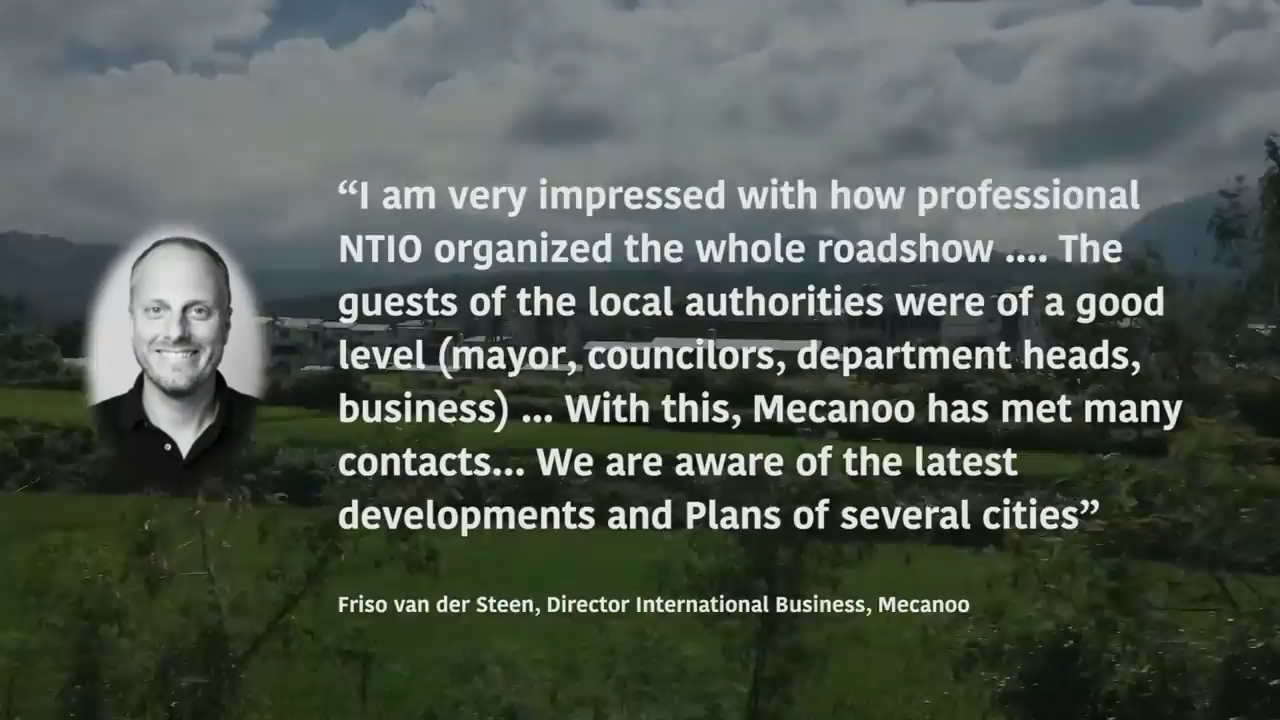 “I am very impressed with how professional
NTIO organized the whole roadshow .... The
guests of the local authorities were of a good
level (mayor, councilors, department heads,
business) ... With this, Mecanoo has met many
contacts... We are aware of the latest
developments and Plans of several cities”
Friso van der Steen, Director International Business, Mecanoo